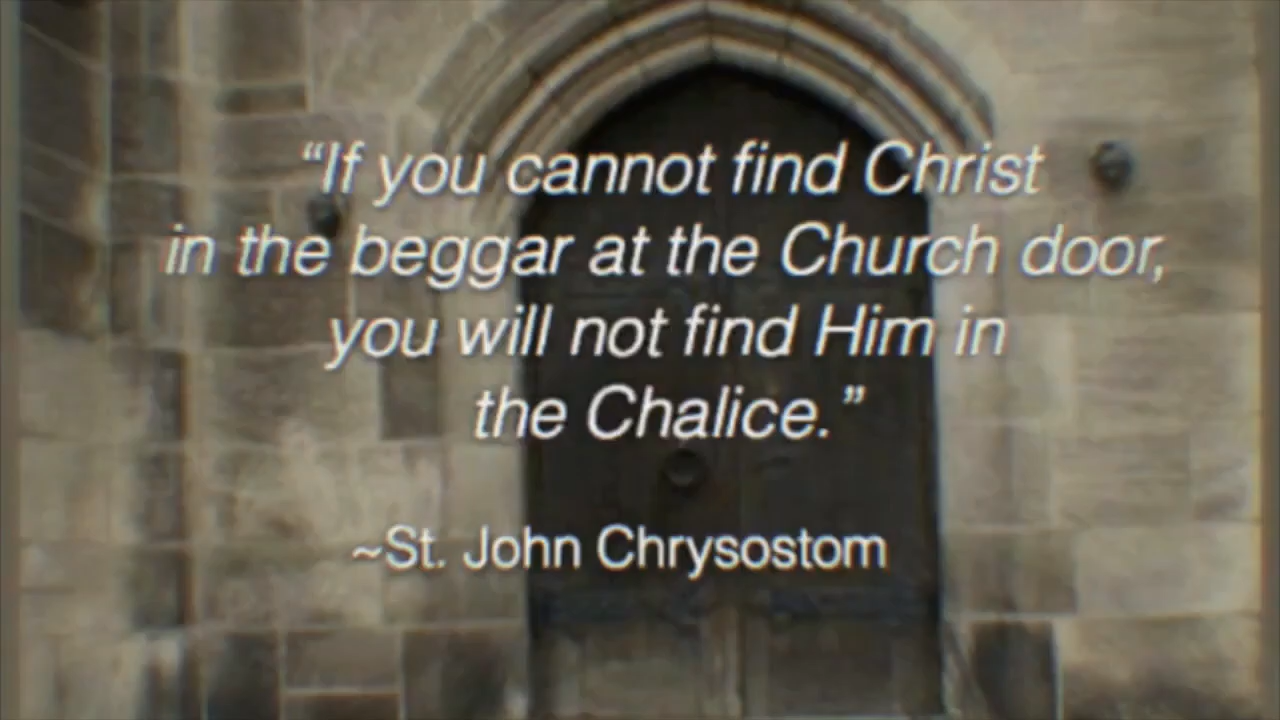 “If you cannot find Christ
in the beggar at the Church door,
you will not find Him in
the Chalice.”
~St. John Chrysostom